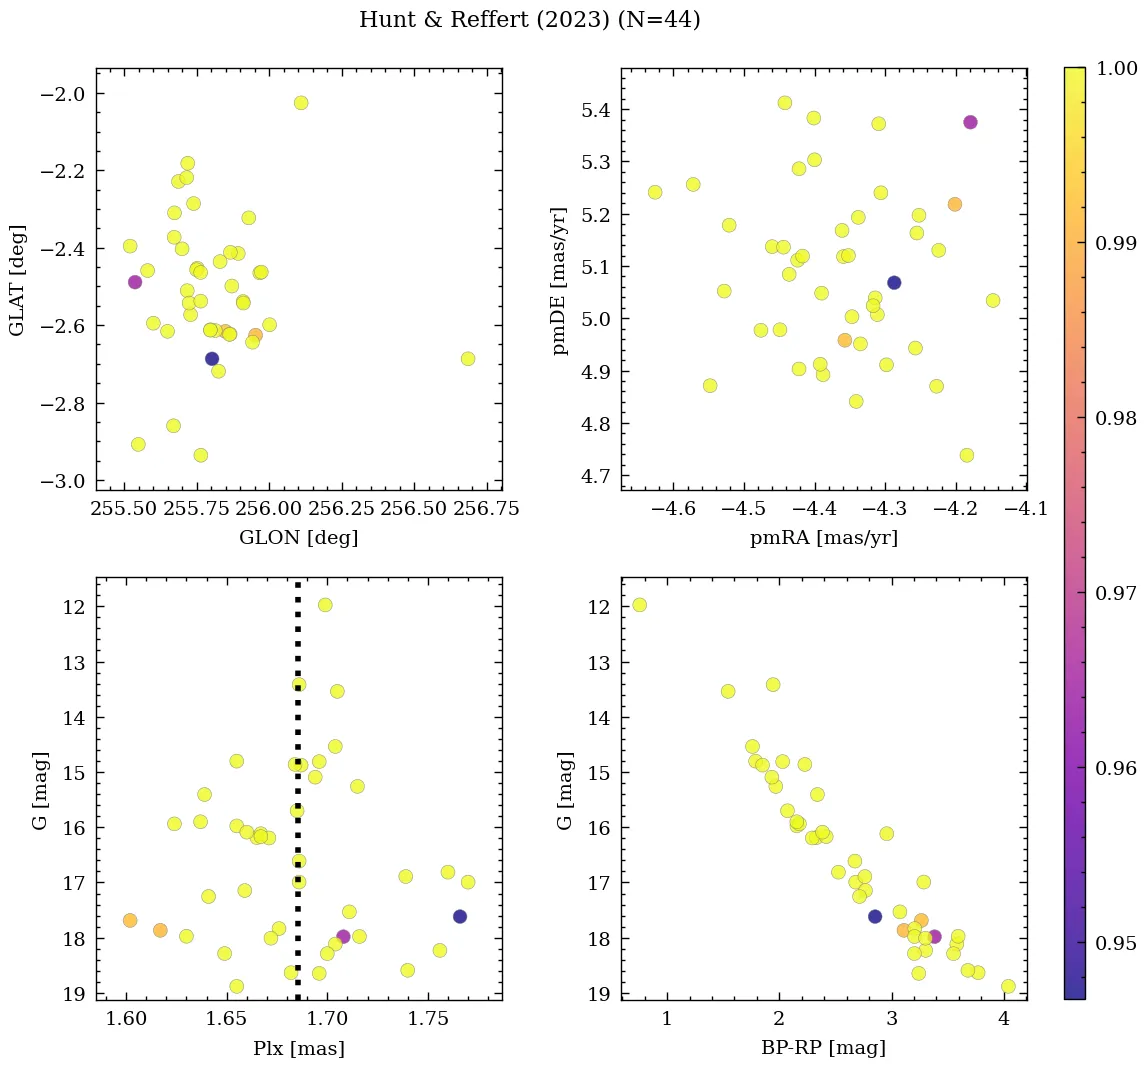 Hunt & Reffert (2023) (N=44)
−2.0
−2.2
−2.4
−2.6
−2.8
−3.0
GLAT [deg]
255.50 255.75 256.00 256.25 256.50 256.75
GLON [deg]
5.4
5.3
5.2
5.1
5.0
4.9
4.8
4.7
pmDE [mas/yr]
−4.6 −4.5 −4.4 −4.3 −4.2 −4.1
pmRA [mas/yr]
12
13
14
15
16
17
18
19
G [mag]
1.60 1.65 1.70 1.75
Plx [mas]
12
13
14
15
16
17
18
19
G [mag]
1 2 3 4
BP-RP [mag]
1.00
0.99
0.98
0.97
0.96
0.95